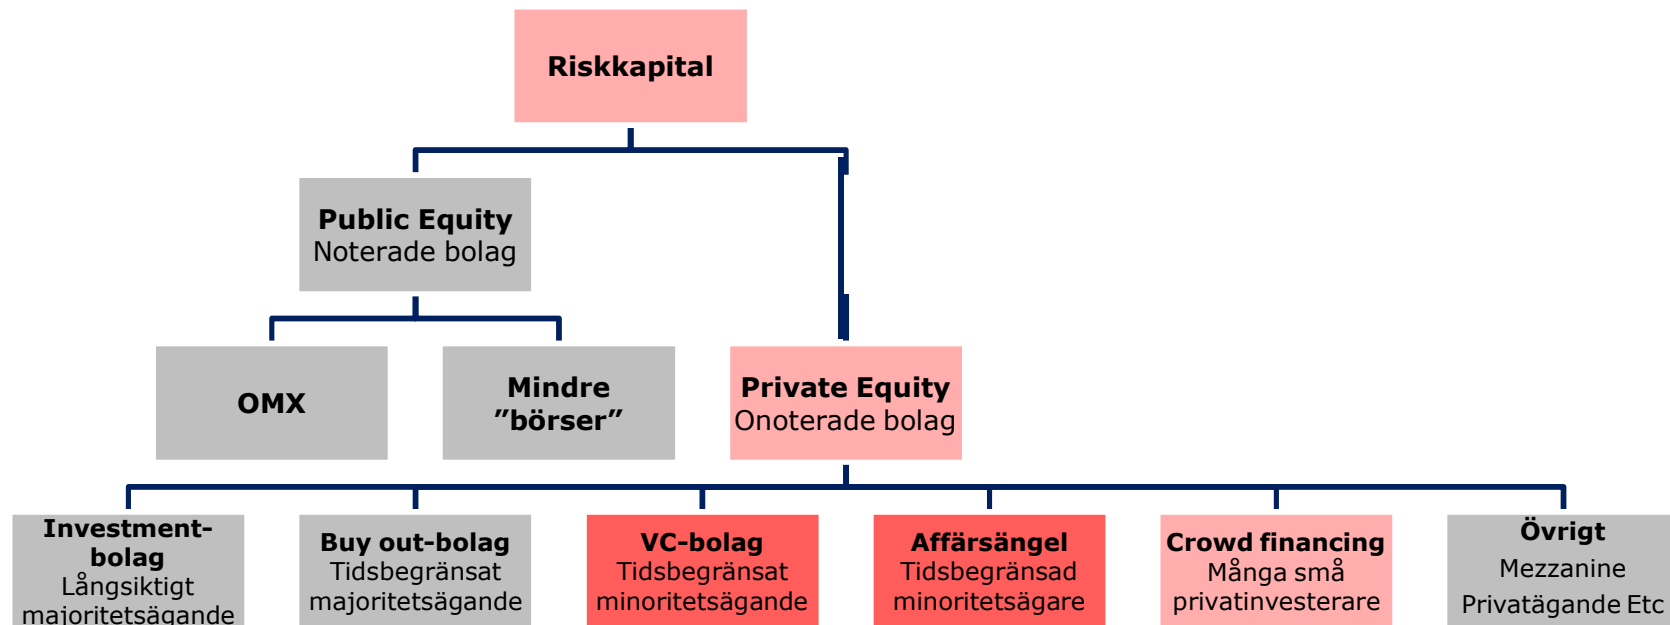 Riskkapital
Public Equity
Noterade bolag
OMX
Mindre
”börser”
Private Equity
Onoterade bolag
Investment-
bolag
Långsiktigt
majoritetsägande
Buy out-bolag
Tidsbegränsat
majoritetsägande
VC-bolag
Tidsbegränsat
minoritetsägande
Affärsängel
Tidsbegränsad
minoritetsägare
Crowd financing
Många små
privatinvesterare
Övrigt
Mezzanine
Privatägande Etc